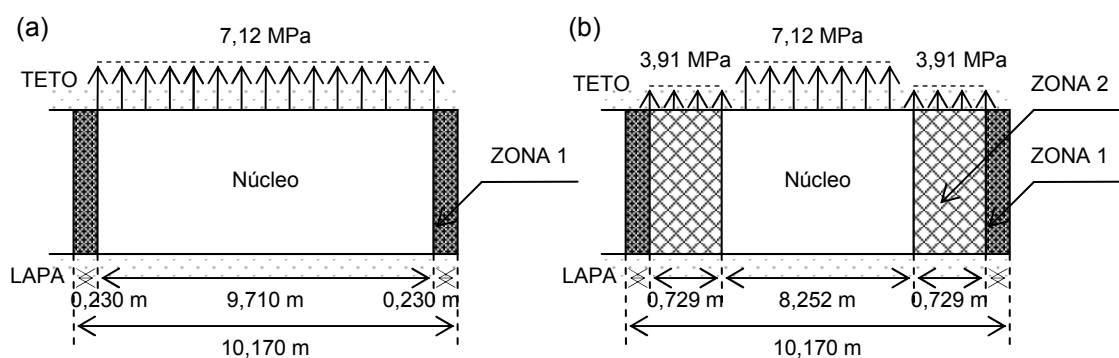 (a)
7,12 MPa
TETO
ZONA 1
Núcleo
LAPA
0,230 m
9,710 m
0,230 m
10,170 m
(b)
7,12 MPa
3,91 MPa
3,91 MPa
TETO
ZONA 2
ZONA 1
Núcleo
LAPA
0,729 m
8,252 m
0,729 m
10,170 m